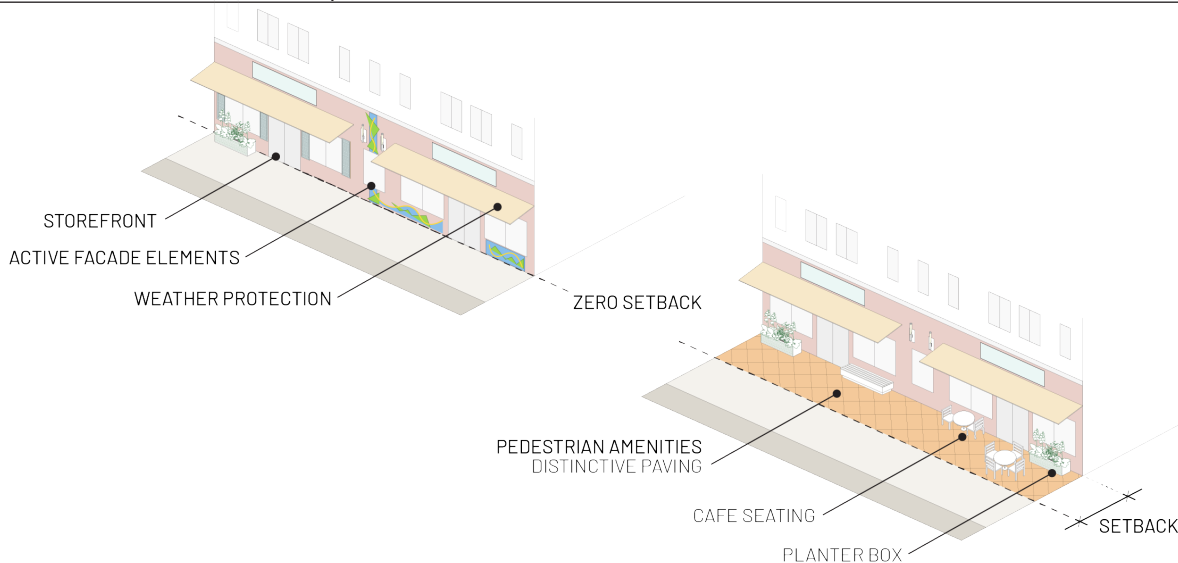 STOREFRONT
ACTIVE FACADE ELEMENTS
WEATHER PROTECTION
ZERO SETBACK
PEDESTRIAN AMENITIES
DISTINCTIVE PAVING
CAFE SEATING
SETBACK
PLANTER BOX